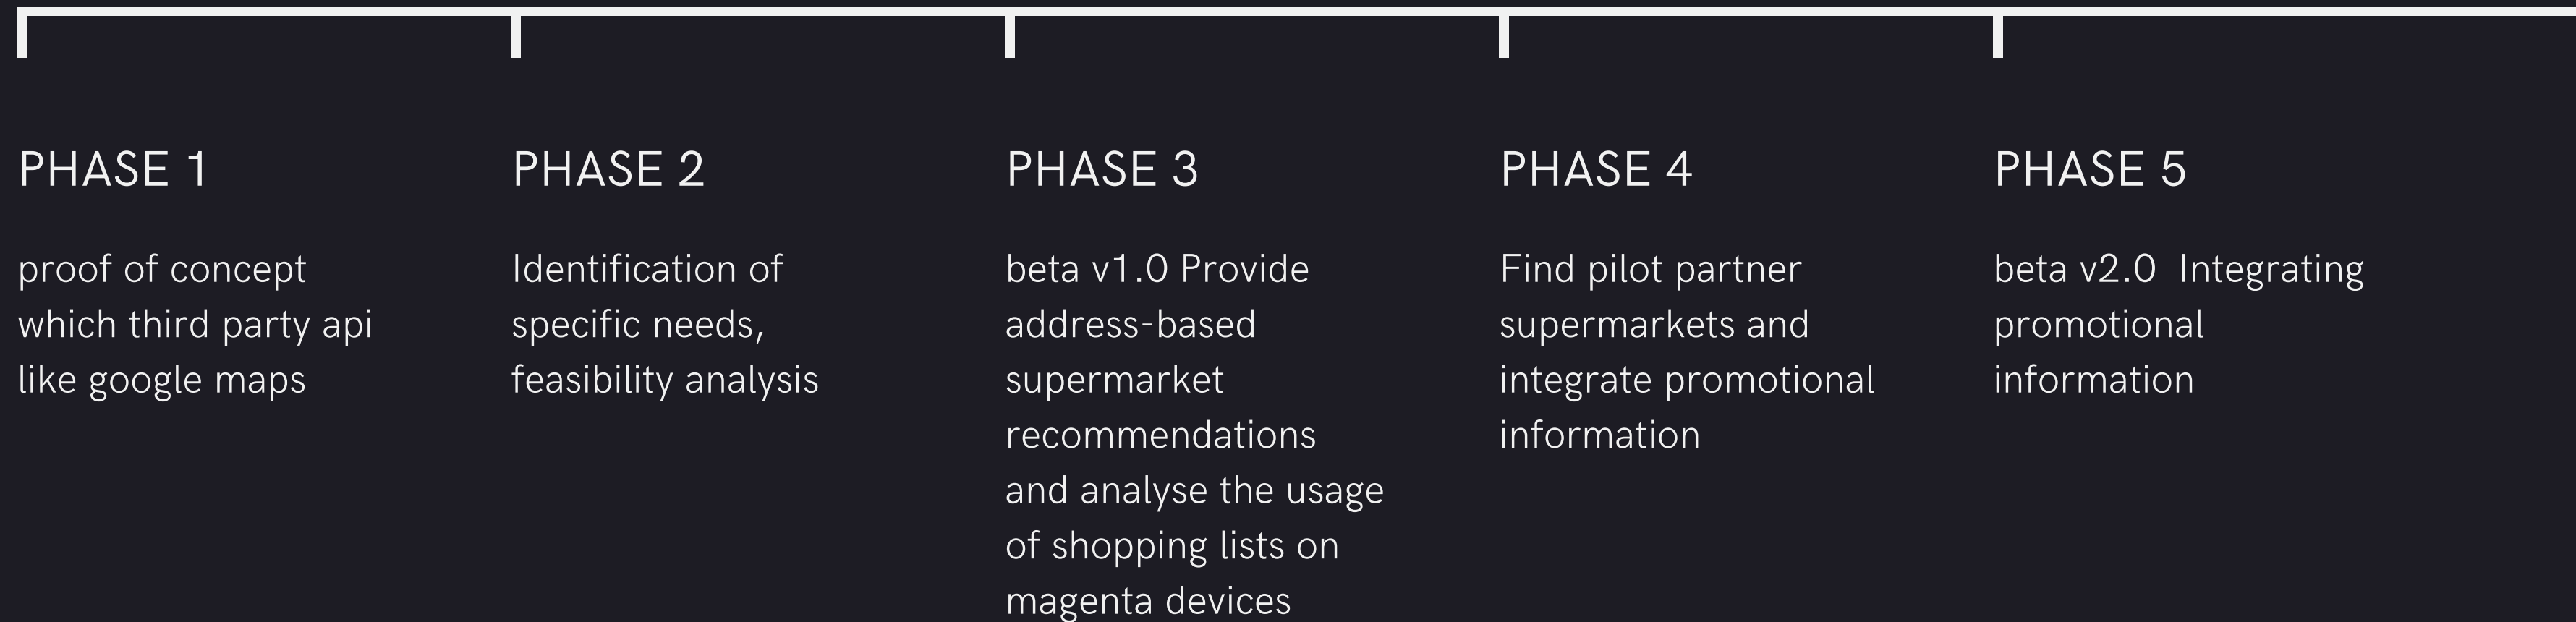 PHASE 1
proof of concept
which third party api
like google maps
PHASE 2
Identification of
specific needs,
feasibility analysis
PHASE 3
beta v1.0 Provide
address-based
supermarket
recommendations
and analyse the usage
of shopping lists on
magenta devices
PHASE 4
Find pilot partner
supermarkets and
integrate promotional
information
PHASE 5
beta v2.0  Integrating
promotional
information